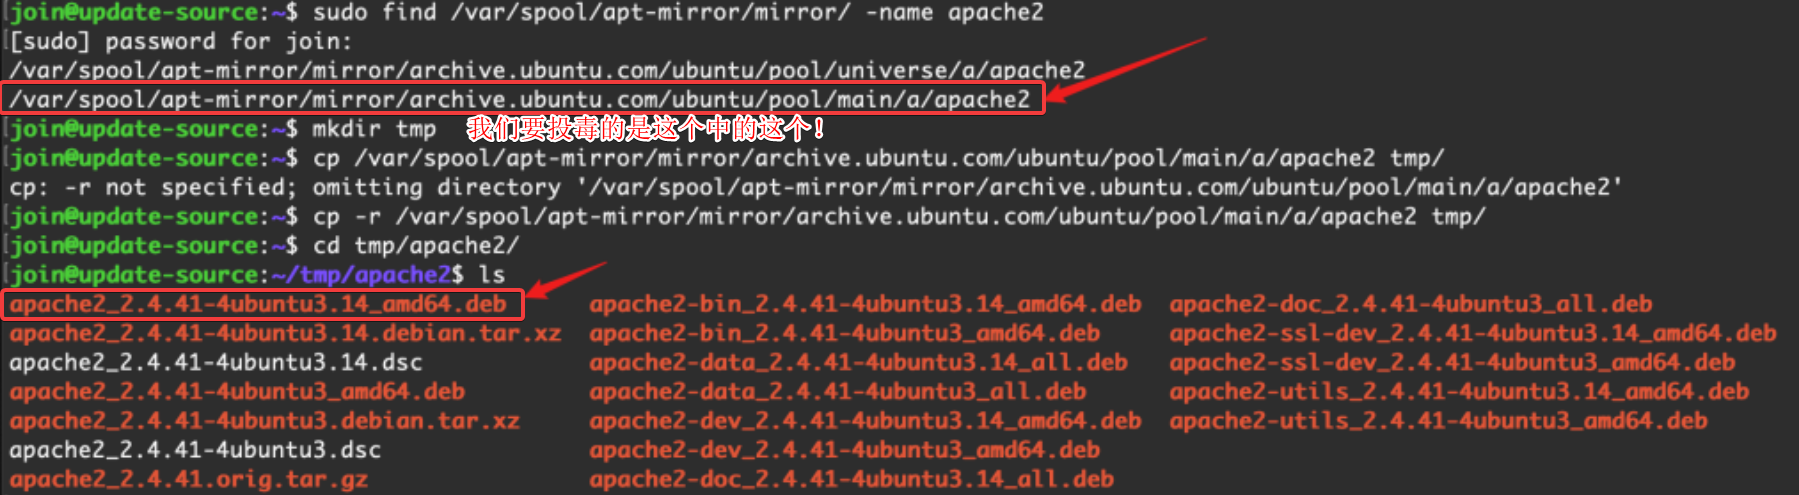 join@update-source:~$ sudo find /var/spool/apt-mirror/mirror/ -name apache2
[sudo] password for join:
/var/spool/apt-mirror/mirror/archive.ubuntu.com/ubuntu/pool/universe/a/apache2
/var/spool/apt-mirror/mirror/archive.ubuntu.com/ubuntu/pool/main/a/apache2
join@update-source:~$ mkdir tmp 我们要投毒的是这个中的这个!
join@update-source:~$ cp /var/spool/apt-mirror/mirror/archive.ubuntu.com/ubuntu/pool/main/a/apache2 tmp/
cp: -r not specified; omitting directory '/var/spool/apt-mirror/mirror/archive.ubuntu.com/ubuntu/pool/main/a/apache2'
join@update-source:~$ cp -r /var/spool/apt-mirror/mirror/archive.ubuntu.com/ubuntu/pool/main/a/apache2 tmp/
join@update-source:~$ cd tmp/apache2/
join@update-source:~/tmp/apache2$ ls
apache2_2.4.41-4ubuntu3.14_amd64.deb apache2-bin_2.4.41-4ubuntu3.14_amd64.deb apache2-doc_2.4.41-4ubuntu3_all.deb
apache2_2.4.41-4ubuntu3.14.debian.tar.xz apache2-bin_2.4.41-4ubuntu3_amd64.deb apache2-ssl-dev_2.4.41-4ubuntu3.14_amd64.deb
apache2_2.4.41-4ubuntu3.14.dsc apache2-data_2.4.41-4ubuntu3.14_all.deb apache2-ssl-dev_2.4.41-4ubuntu3_amd64.deb
apache2_2.4.41-4ubuntu3_amd64.deb apache2-data_2.4.41-4ubuntu3_all.deb apache2-utils_2.4.41-4ubuntu3.14_amd64.deb
apache2_2.4.41-4ubuntu3.debian.tar.xz apache2-dev_2.4.41-4ubuntu3.14_amd64.deb apache2-utils_2.4.41-4ubuntu3_amd64.deb
apache2_2.4.41-4ubuntu3.dsc apache2-dev_2.4.41-4ubuntu3_amd64.deb
apache2_2.4.41.orig.tar.gz apache2-doc_2.4.41-4ubuntu3.14_all.deb